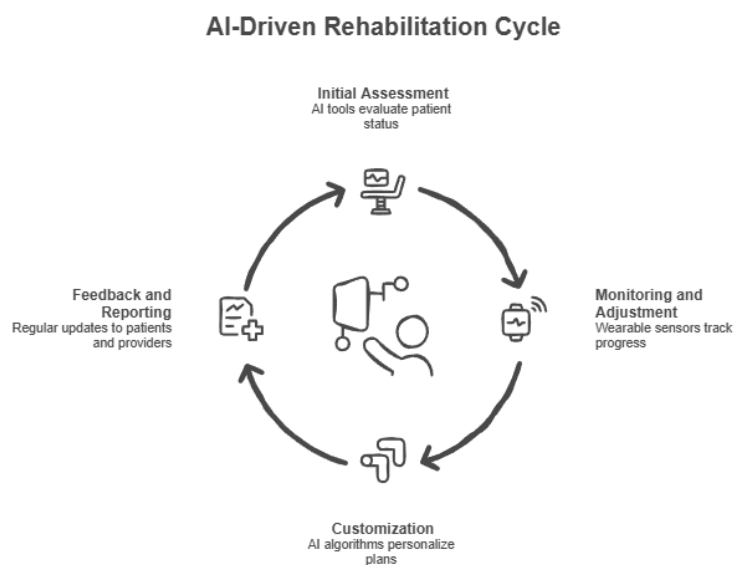 AI-Driven Rehabilitation Cycle
Initial Assessment
AI tools evaluate patient
status
Monitoring and
Adjustment
Wearable sensors track
progress
Customization
AI algorithms personalize
plans
Feedback and
Reporting
Regular updates to patients
and providers